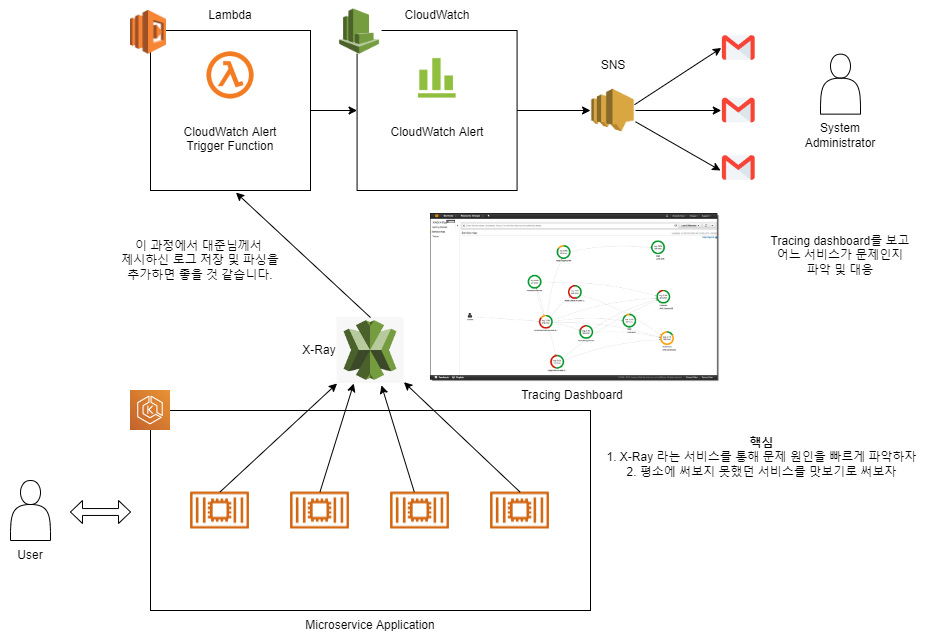 Lambda
CloudWatch
CloudWatch Alert
Trigger Function
CloudWatch Alert
SNS
System
Administrator
이 과정에서 대준님께서
제시하신 로그 저장 및 파싱을
추가하면 좋을 것 같습니다.
Tracing dashboard를 보고
어느 서비스가 문제인지
파악 및 대응
X-Ray
Tracing Dashboard
핵심
1. X-Ray 라는 서비스를 통해 문제 원인을 빠르게 파악하자
2. 평소에 써보지 못했던 서비스를 맛보기로 써보자
K
User
Microservice Application